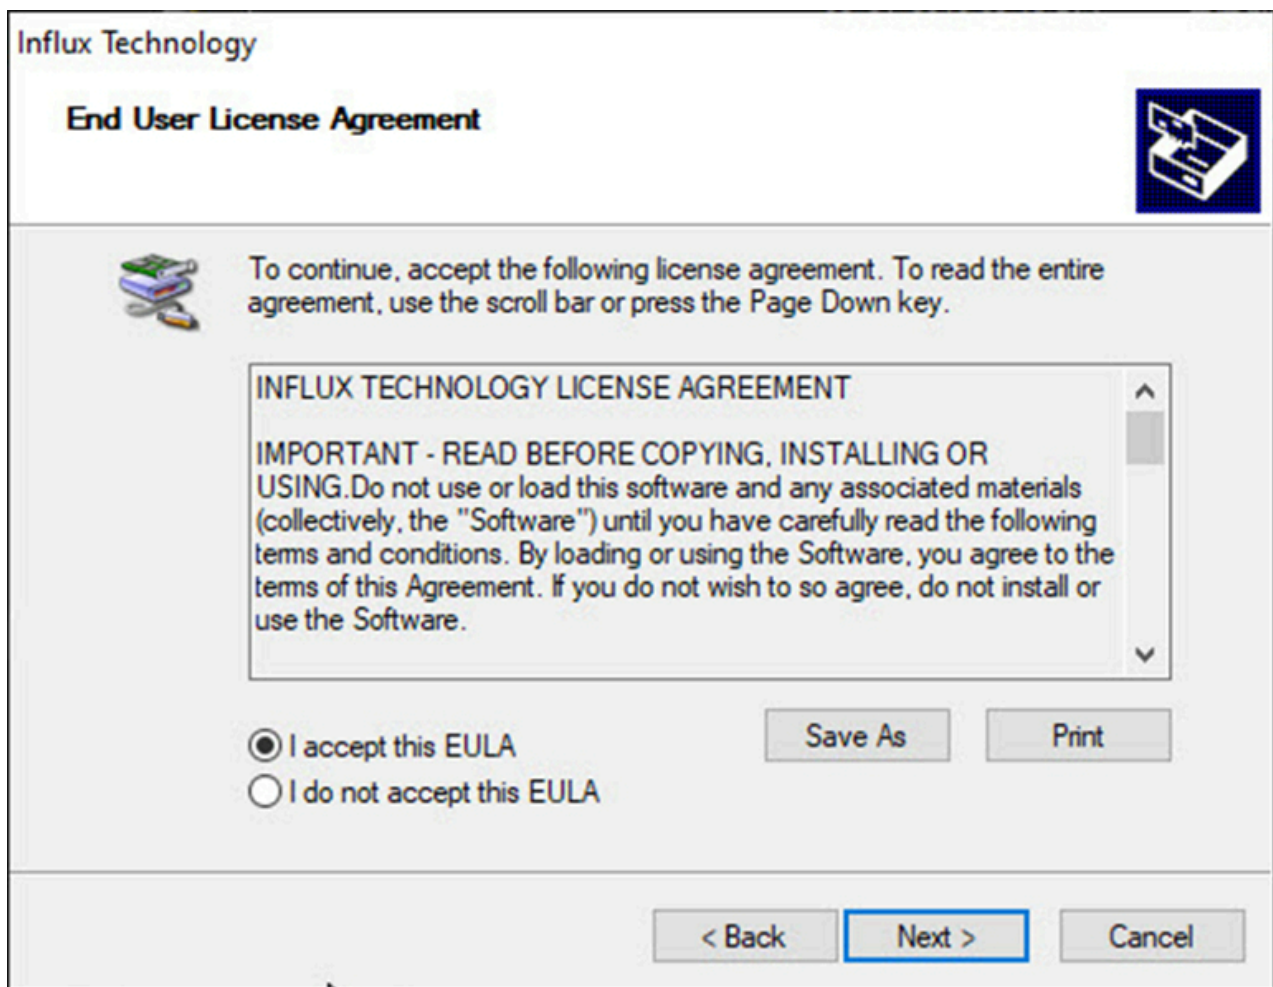 Influx Technology
End User License Agreement
To continue, accept the following license agreement. To read the entire
agreement, use the scroll bar or press the Page Down key.
INFLUX TECHNOLOGY LICENSE AGREEMENT
IMPORTANT - READ BEFORE COPYING, INSTALLING OR
USING.Do not use or load this software and any associated materials
(collectively, the "Software") until you have carefully read the following
terms and conditions. By loading or using the Software, you agree to the
terms of this Agreement. If you do not wish to so agree, do not install or
use the Software.
I accept this EULA
Save As
Print
I do not accept this EULA
< Back
Next >
Cancel